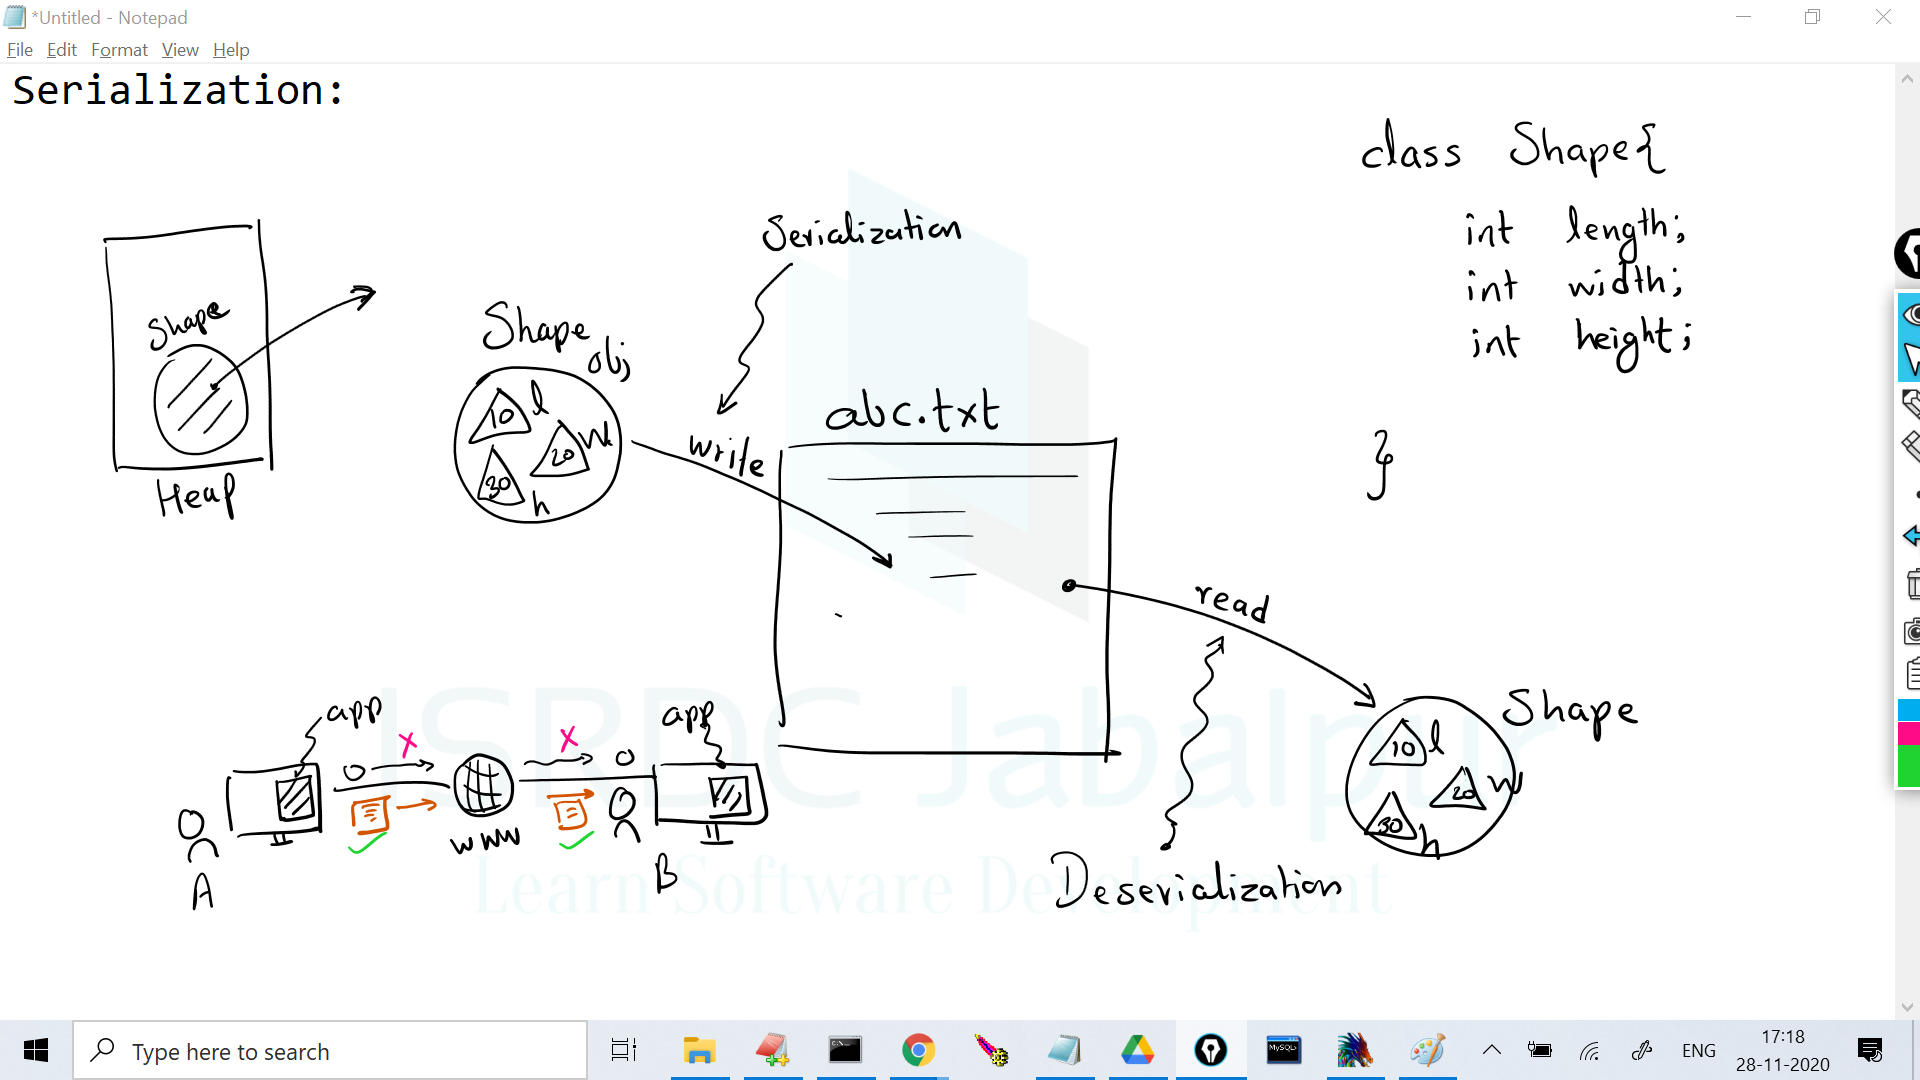 *Untitled - Notepad
File Edit Format View Help
Serialization:
class Shape{
int length;
int width;
int height;
}
Serialization
Shape
Heap
Shape
obj
10 l
20 W
30 h
write
abc.txt
read
Shape
10 l
20 W
30 h
Deserialization
app
X
X
app
www
A
B
ISRDC Jabalpur
Learn Software Development
Type here to search
C:\
MySQL
ENG
17:18
28-11-2020